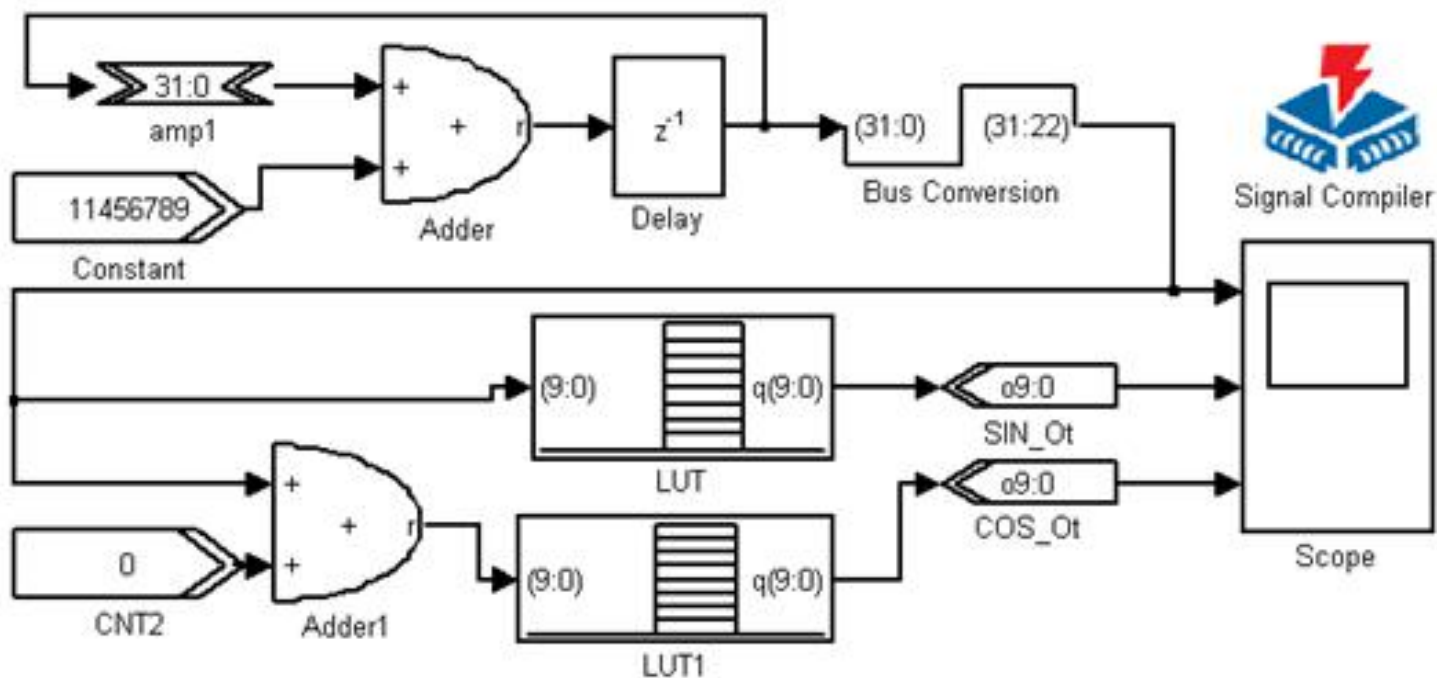 31:0
amp1
11456789
Constant
+
+
+
r
Adder
z-1
Delay
(31:0)
(31:22)
Bus Conversion
Signal Compiler
(9:0)
q(9:0)
LUT
o9:0
SIN_Ot
o9:0
COS_Ot
Scope
0
CNT2
+
+
+
r
Adder1
(9:0)
q(9:0)
LUT1